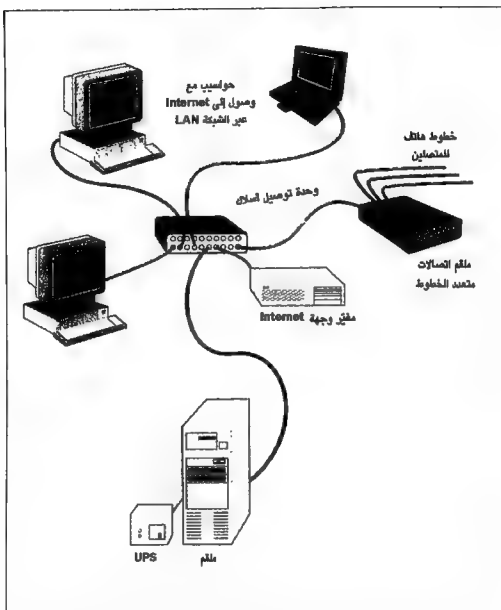 حواسيب مع
وصول إلى Internet
عبر الشبكة LAN
خطوط هاتف
للمتصلين
وحدة توصيل أسلاك
ملقم اتصالات
متعدد الخطوط
مقرر وجهة Internet
UPS
ملقم